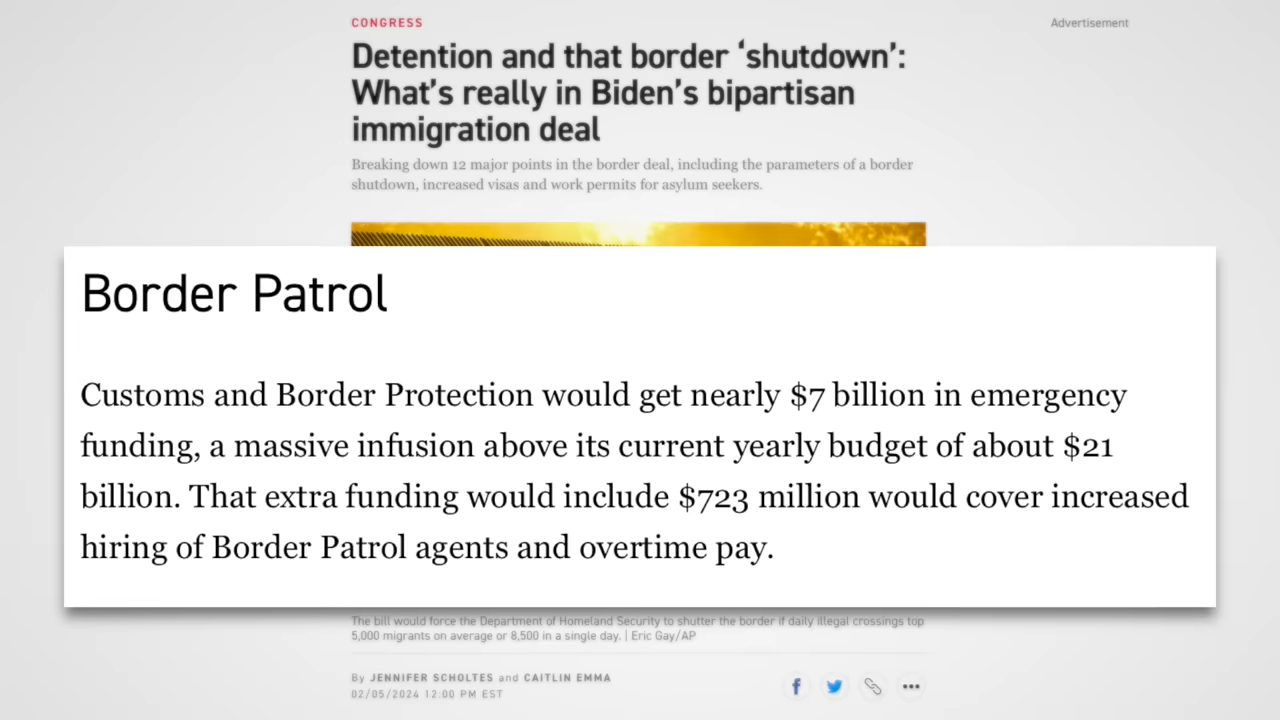 CONGRESS
Advertisement
Detention and that border ‘shutdown’:
What’s really in Biden’s bipartisan
immigration deal
Breaking down 12 major points in the border deal, including the parameters of a border
shutdown, increased visas and work permits for asylum seekers.
Border Patrol
Customs and Border Protection would get nearly $7 billion in emergency
funding, a massive infusion above its current yearly budget of about $21
billion. That extra funding would include $723 million would cover increased
hiring of Border Patrol agents and overtime pay.
The bill would force the Department of Homeland Security to shutter the border if daily illegal crossings top
5,000 migrants on average or 8,500 in a single day. | Eric Gay/AP
By JENNIFER SCHOLTES and CAITLIN EMMA
02/05/2024 12:00 PM EST